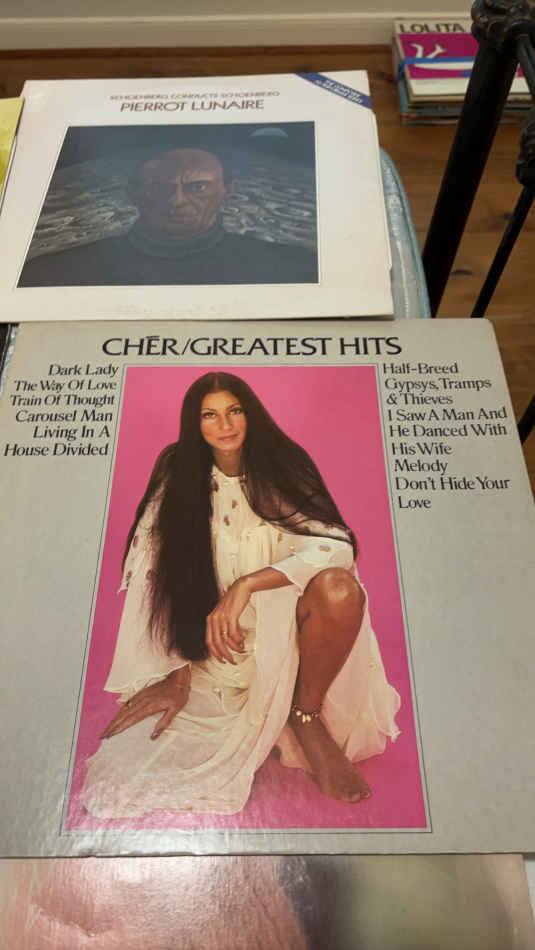 LOLITA
SCHOENBERG CONDUCTS SCHOENBERG
PIERROT LUNAIRE
CHĒR/GREATEST HITS
Dark Lady
The Way Of Love
Train Of Thought
Carousel Man
Living In A
House Divided
Half-Breed
Gypsys, Tramps
& Thieves
I Saw A Man And
He Danced With
His Wife
Melody
Don't Hide Your
Love